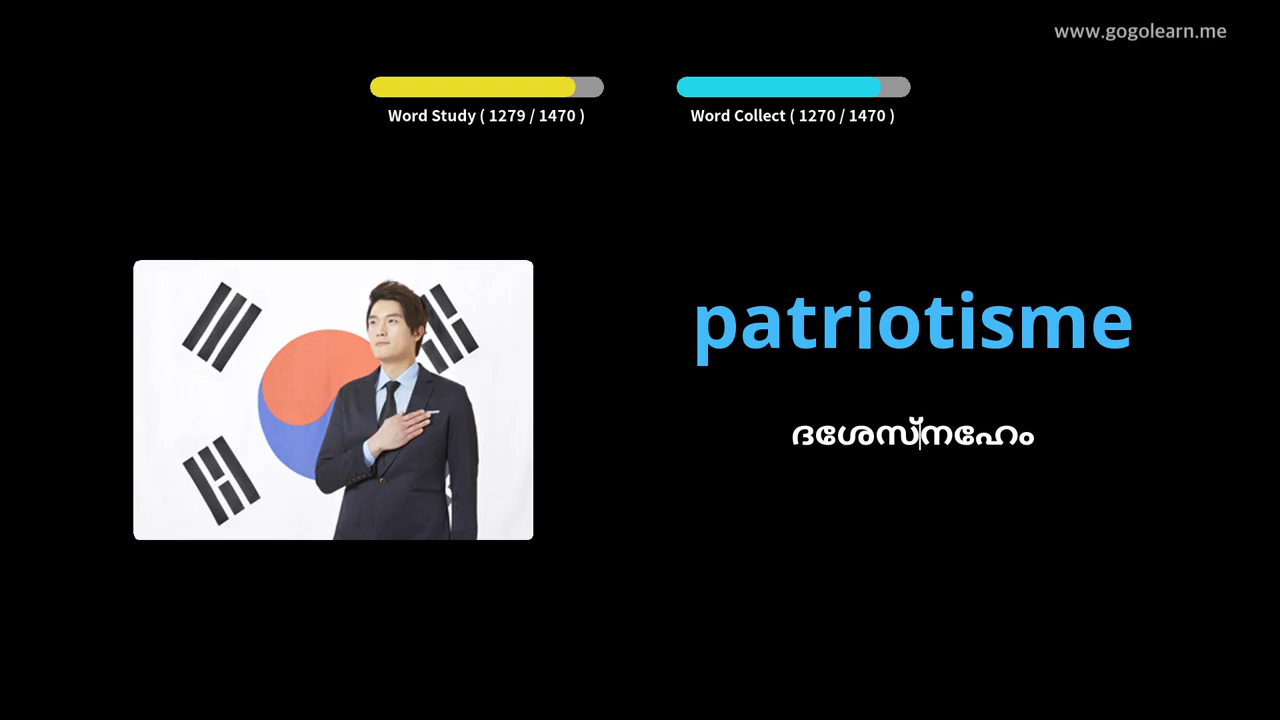 www.gogolearn.me
Word Study ( 1279 / 1470 )
Word Collect ( 1270 / 1470 )
patriotisme
ദേശസ്‌നേഹം